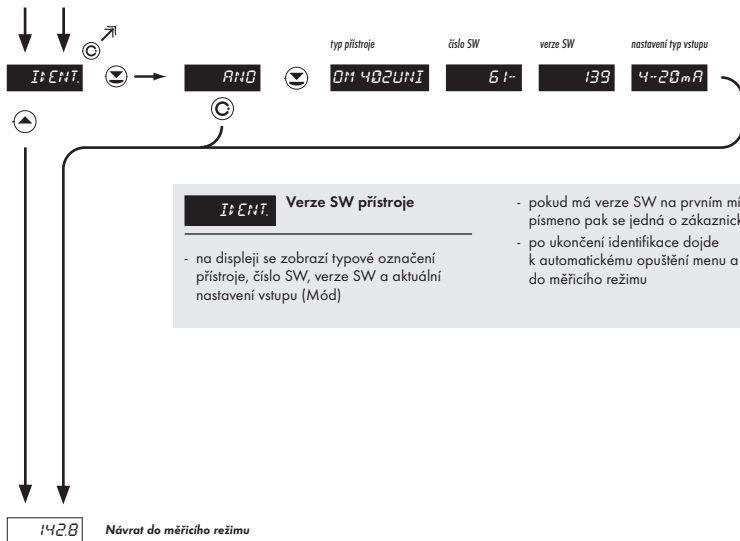 typ přístroje
číslo SW
verze SW
nastavení typ vstupu
IDENT.
ANO
OM 402UNI
61-
139
4-20mA
IDENT.
Verze SW přístroje
- na displeji se zobrazí typové označení
přístroje, číslo SW, verze SW a aktuální
nastavení vstupu (Mód)
- pokud má verze SW na prvním
písmeno pak se jedná o
- po ukončení identifikace dojde
k automatickému opuštění menu a
do měřicího režimu
142.8
Návrat do měřicího režimu